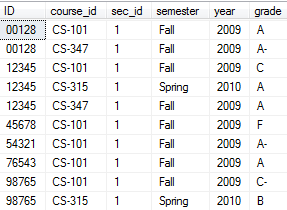 ID course_id sec_id semester year grade
00128 CS-101 1 Fall 2009 A
00128 CS-347 1 Fall 2009 A-
12345 CS-101 1 Fall 2009 C
12345 CS-315 1 Spring 2010 A
12345 CS-347 1 Fall 2009 A
45678 CS-101 1 Fall 2009 F
54321 CS-101 1 Fall 2009 A-
76543 CS-101 1 Fall 2009 A
98765 CS-101 1 Fall 2009 C-
98765 CS-315 1 Spring 2010 B